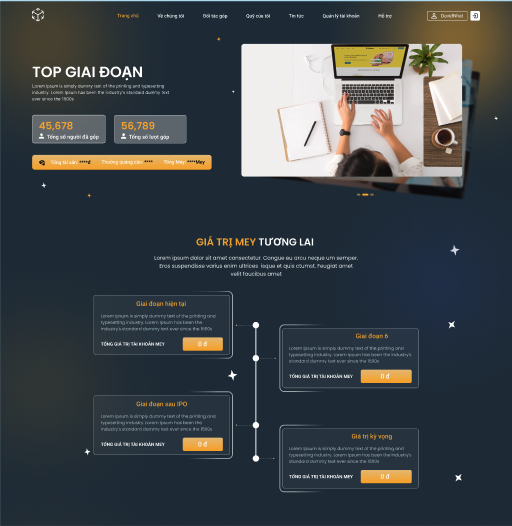 Trang chủ
Về chúng tôi
Đối tác góp
Quỹ của tôi
Tin tức
Quản lý tài khoản
Hỗ trợ
DavidNhat
TOP GIAI ĐOẠN
Lorem Ipsum is simply dummy text of the printing and typesetting
industry. Lorem Ipsum has been the industry's standard dummy text
ever since the 1500s
45,678
Tổng số người đã góp
56,789
Tổng số lượt góp
Tổng tài sản: ****đ
Thưởng quảng cáo: ****
Tổng Mey: ****Mey
GIÁ TRỊ MEY TƯƠNG LAI
Lorem ipsum dolor sit amet consectetur. Congue eu arcu neque um semper.
Eros suspendisse varius enim ultrices isque et quis ctumst. Feugiat amet
velit faucibus amet
Giai đoạn hiện tại
Lorem Ipsum is simply dummy text of the printing and
typesetting industry. Lorem Ipsum has been the
industry's standard dummy text ever since the 1500s
TỔNG GIÁ TRỊ TÀI KHOẢN MEY
0 đ
Giai đoạn 6
Lorem Ipsum is simply dummy text of the printing and
typesetting industry. Lorem Ipsum has been the industry's
standard dummy text ever since the 1500s
TỔNG GIÁ TRỊ TÀI KHOẢN MEY
0 đ
Giai đoạn sau IPO
Lorem Ipsum is simply dummy text of the printing and
typesetting industry. Lorem Ipsum has been the
industry's standard dummy text ever since the 1500s
TỔNG GIÁ TRỊ TÀI KHOẢN MEY
0 đ
Giá trị kỳ vọng
Lorem Ipsum is simply dummy text of the printing and
typesetting industry. Lorem Ipsum has been the industry's
standard dummy text ever since the 1500s
TỔNG GIÁ TRỊ TÀI KHOẢN MEY
0 đ